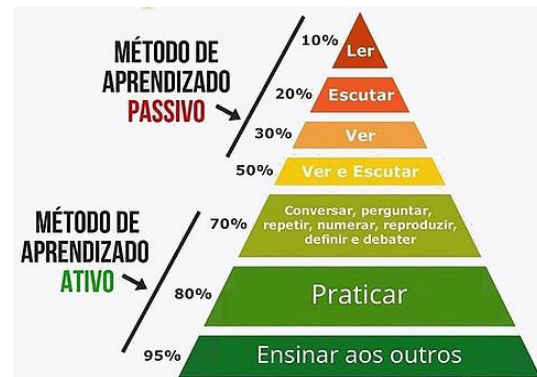 MÉTODO DE
APRENDIZADO
PASSIVO
10%
Ler
20%
Escutar
30%
Ver
50%
Ver e Escutar
MÉTODO DE
APRENDIZADO
ATIVO
70%
Conversar, perguntar,
repetir, numerar, reproduzir,
definir e debater
80%
Praticar
95%
Ensinar aos outros